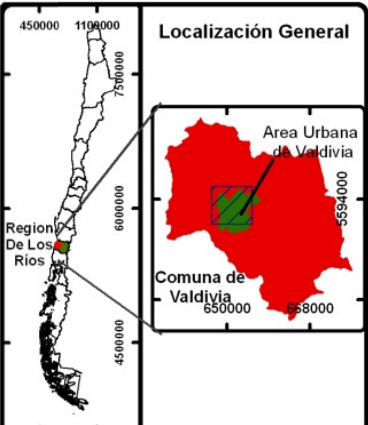 450000 1100000
Localización General
7500000
6000000
4500000
Region
De Los
Ríos
Area Urbana
de Valdivia
5594000
Comuna de
Valdivia
650000 668000